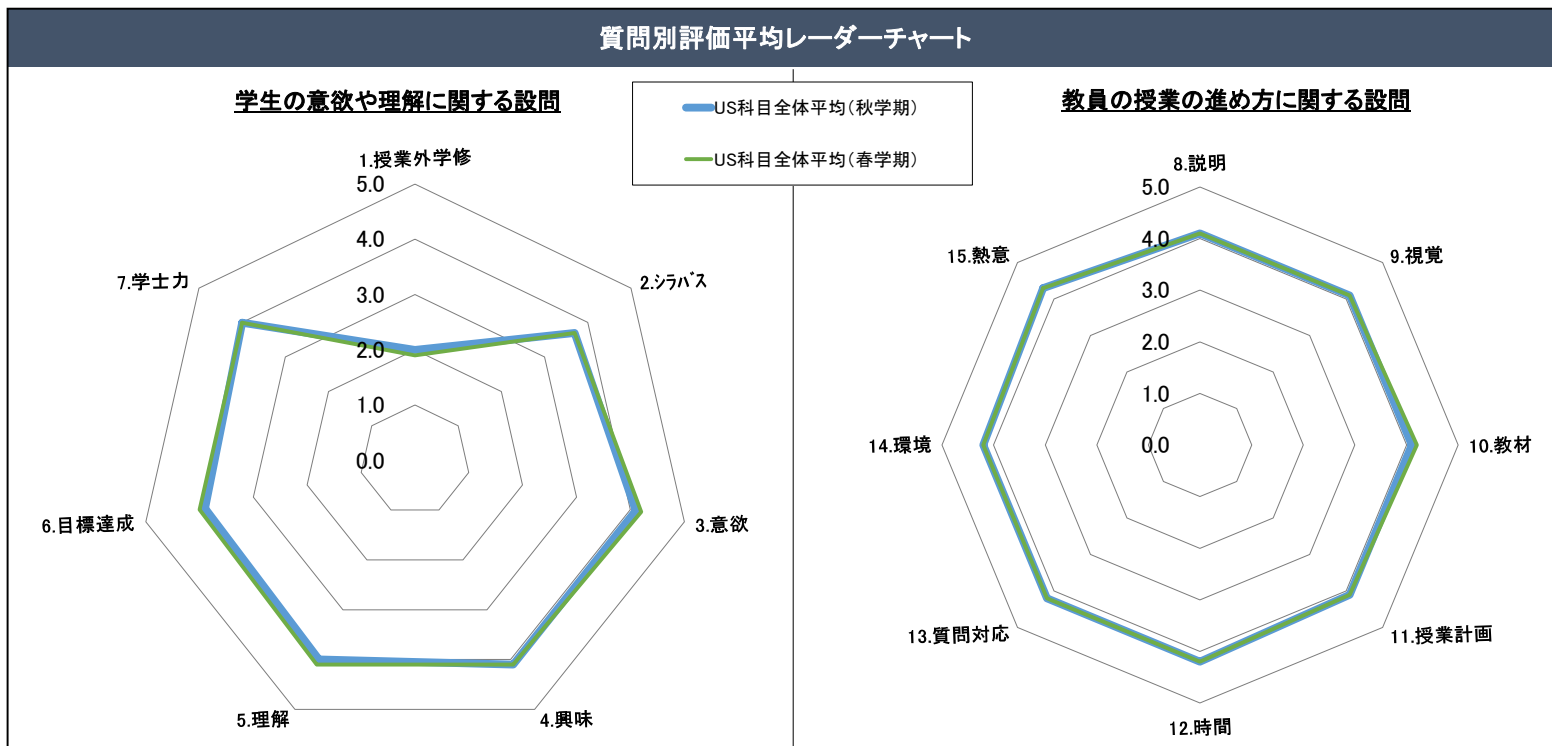 質問別評価平均レーダーチャート
学生の意欲や理解に関する設問
US科目全体平均(秋学期)
US科目全体平均(春学期)
教員の授業の進め方に関する設問
1.授業外学修
2.ｼﾗﾊﾞｽ
3.意欲
4.興味
5.理解
6.目標達成
7.学士力
5.0
4.0
3.0
2.0
1.0
0.0
8.説明
9.視覚
10.教材
11.授業計画
12.時間
13.質問対応
14.環境
15.熱意
5.0
4.0
3.0
2.0
1.0
0.0